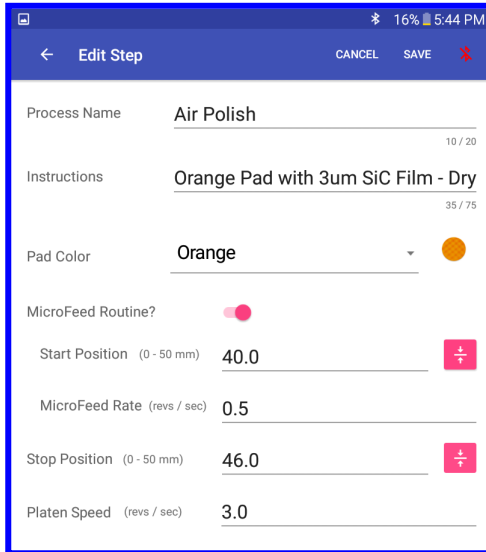 16% 5:44 PM
Edit Step CANCEL SAVE
Process Name Air Polish
10 / 20
Instructions Orange Pad with 3um SiC Film - Dry
35 / 75
Pad Color Orange
MicroFeed Routine?
Start Position (0 - 50 mm) 40.0
MicroFeed Rate (revs / sec) 0.5
Stop Position (0 - 50 mm) 46.0
Platen Speed (revs / sec) 3.0